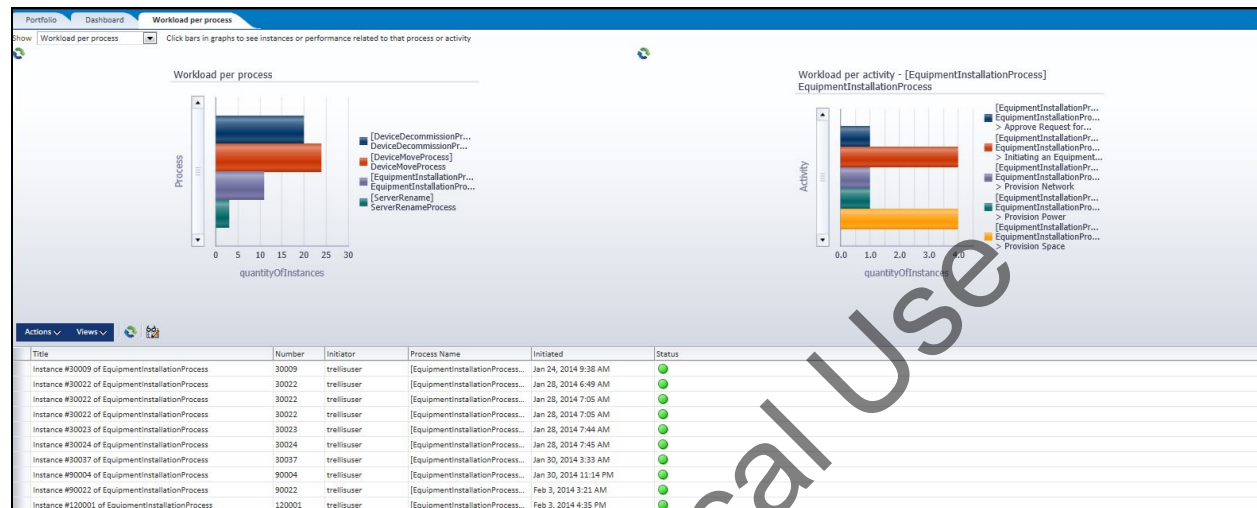 Portfolio Dashboard Workload per process
Show Workload per process Click bars in graphs to see instances or performance related to that process or activity
Workload per process
Process
[DeviceDecommissionPr...
DeviceDecommissionPr...
[DeviceMoveProcess]
DeviceMoveProcess
[EquipmentInstallationPr...
EquipmentInstallationPro...
[ServerRename]
ServerRenameProcess
0 5 10 15 20 25 30
quantityOfInstances
Workload per activity - [EquipmentInstallationProcess]
EquipmentInstallationProcess
Activity
[EquipmentInstallationPr...
EquipmentInstallationPro...
> Approve Request for...
[EquipmentInstallationPr...
EquipmentInstallationPro...
> Initiating an Equipment...
[EquipmentInstallationPr...
EquipmentInstallationPro...
> Provision Network
[EquipmentInstallationPr...
EquipmentInstallationPro...
> Provision Power
[EquipmentInstallationPr...
EquipmentInstallationPro...
> Provision Space
0.0 1.0 2.0 3.0 4.0
quantityOfInstances
Actions Views
Title Number Initiator Process Name Initiated Status
Instance #30009 of EquipmentInstallationProcess 30009 trellisuser [EquipmentInstallationProcess... Jan 24, 2014 9:38 AM
Instance #30022 of EquipmentInstallationProcess 30022 trellisuser [EquipmentInstallationProcess... Jan 28, 2014 6:49 AM
Instance #30022 of EquipmentInstallationProcess 30022 trellisuser [EquipmentInstallationProcess... Jan 28, 2014 7:05 AM
Instance #30022 of EquipmentInstallationProcess 30022 trellisuser [EquipmentInstallationProcess... Jan 28, 2014 7:05 AM
Instance #30023 of EquipmentInstallationProcess 30023 trellisuser [EquipmentInstallationProcess... Jan 28, 2014 7:44 AM
Instance #30024 of EquipmentInstallationProcess 30024 trellisuser [EquipmentInstallationProcess... Jan 28, 2014 7:45 AM
Instance #30037 of EquipmentInstallationProcess 30037 trellisuser [EquipmentInstallationProcess... Jan 30, 2014 3:33 AM
Instance #90004 of EquipmentInstallationProcess 90004 trellisuser [EquipmentInstallationProcess... Jan 30, 2014 11:14 PM
Instance #90022 of EquipmentInstallationProcess 90022 trellisuser [EquipmentInstallationProcess... Feb 3, 2014 3:21 AM
Instance #120001 of EquipmentInstallationProcess 120001 trellisuser [EquipmentInstallationProcess... Feb 3, 2014 4:35 PM
cal Use